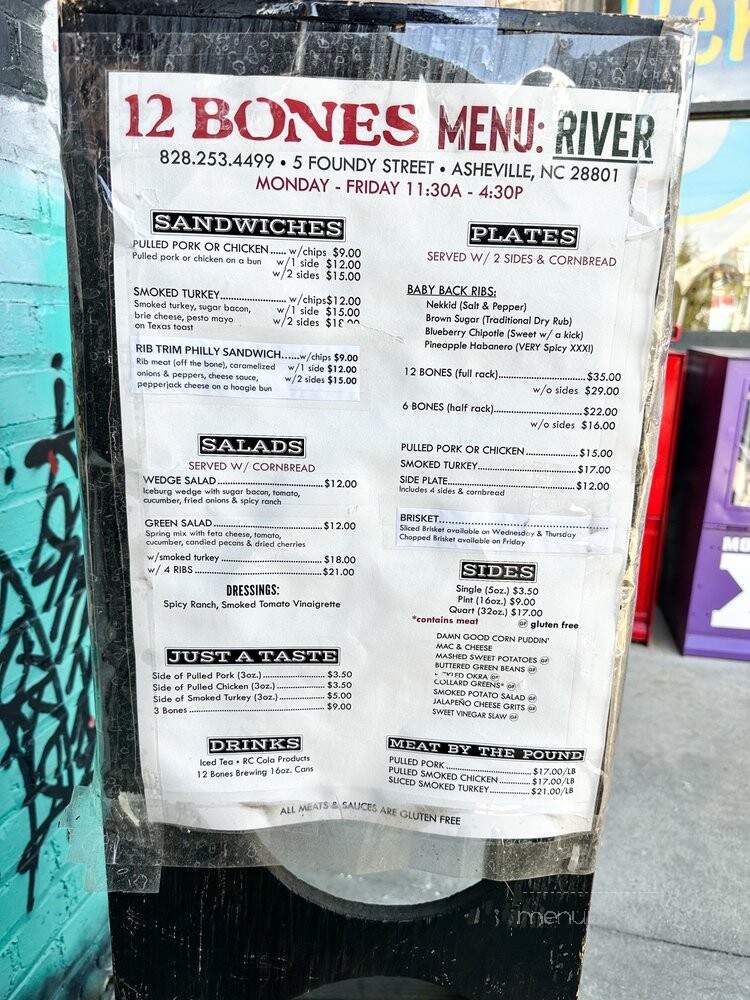 12 BONES MENU: RIVER
828.253.4499 • 5 FOUNDY STREET • ASHEVILLE, NC 28801
MONDAY - FRIDAY 11:30A - 4:30P
SANDWICHES
PULLED PORK OR CHICKEN...... w/chips $9.00
Pulled pork or chicken on a bun w/1 side $12.00
w/2 sides $15.00
SMOKED TURKEY........................ w/chips$12.00
Smoked turkey, sugar bacon, w/1 side $15.00
brie cheese, pesto mayo w/2 sides
on Texas toast
RIB TRIM PHILLY SANDWICH......w/chips $9.00
Rib meat (off the bone), caramelized w/1 side $12.00
onions & peppers, cheese sauce, w/2 sides $15.00
pepperjack cheese on a hoagie bun
SALADS
SERVED W/ CORNBREAD
WEDGE SALAD ................................ $12.00
Iceburg wedge with sugar bacon, tomato,
cucumber, fried onions & spicy ranch
GREEN SALAD ................................ $12.00
Spring mix with feta cheese, tomato,
cucumber, candied pecans & dried cherries
w/smoked turkey ................................ $18.00
w/ 4 RIBS ................................ $21.00
DRESSINGS:
Spicy Ranch, Smoked Tomato Vinaigrette
JUST A TASTE
Side of Pulled Pork (3oz.) .................... $3.50
Side of Pulled Chicken (3oz.) .................... $3.50
Side of Smoked Turkey (3oz.) .................... $5.00
3 Bones ................................ $9.00
DRINKS
Iced Tea • RC Cola Products
12 Bones Brewing 16oz. Cans
PLATES
SERVED W/ 2 SIDES & CORNBREAD
BABY BACK RIBS:
Nekkid (Salt & Pepper)
Brown Sugar (Traditional Dry Rub)
Blueberry Chipotle (Sweet w/ a kick)
Pineapple Habanero (VERY Spicy XXX!)
12 BONES (full rack)................................$35.00
w/o sides $29.00
6 BONES (half rack)................................$22.00
w/o sides $16.00
PULLED PORK OR CHICKEN....................$15.00
SMOKED TURKEY................................$17.00
SIDE PLATE................................$12.00
Includes 4 sides & cornbread
BRISKET................................
Sliced Brisket available on Wednesday & Thursday
Chopped Brisket available on Friday
SIDES
Single (5oz.) $3.50
Pint (16oz.) $9.00
Quart (32oz.) $17.00
*contains meat GF gluten free
DAMN GOOD CORN PUDDIN'
MAC & CHEESE
MASHED SWEET POTATOES GF
BUTTERED GREEN BEANS GF
OKRA GF
COLLARD GREENS* GF
SMOKED POTATO SALAD GF
JALAPEÑO CHEESE GRITS GF
SWEET VINEGAR SLAW GF
MEAT BY THE POUND
PULLED PORK ........................ $17.00/LB
PULLED SMOKED CHICKEN ............ $17.00/LB
SLICED SMOKED TURKEY................ $21.00/LB
ALL MEATS & SAUCES ARE GLUTEN FREE
menu